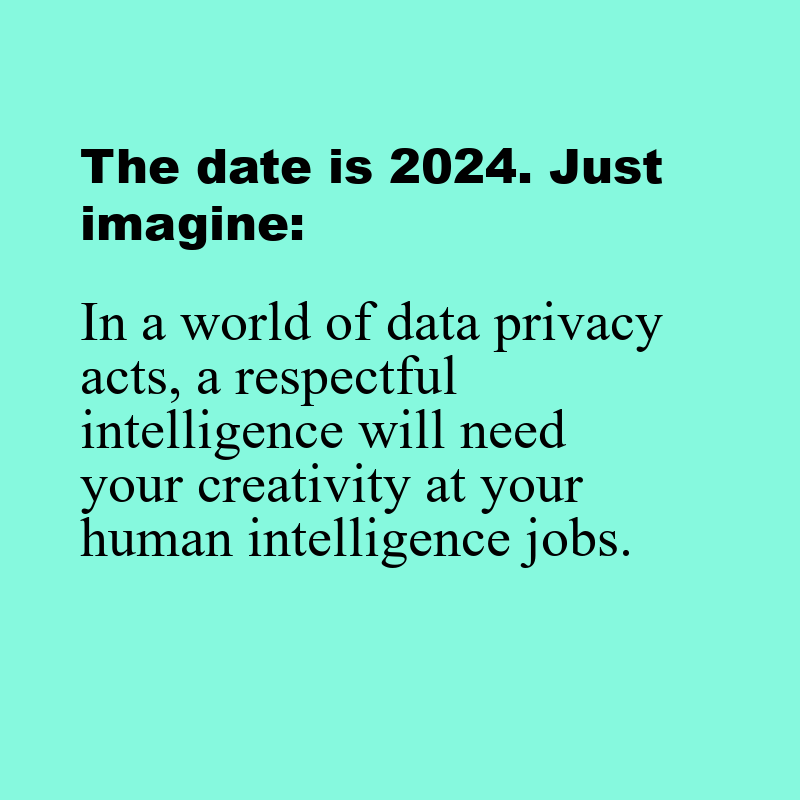 The date is 2024. Just
imagine:
In a world of data privacy
acts, a respectful
intelligence will need
your creativity at your
human intelligence jobs.